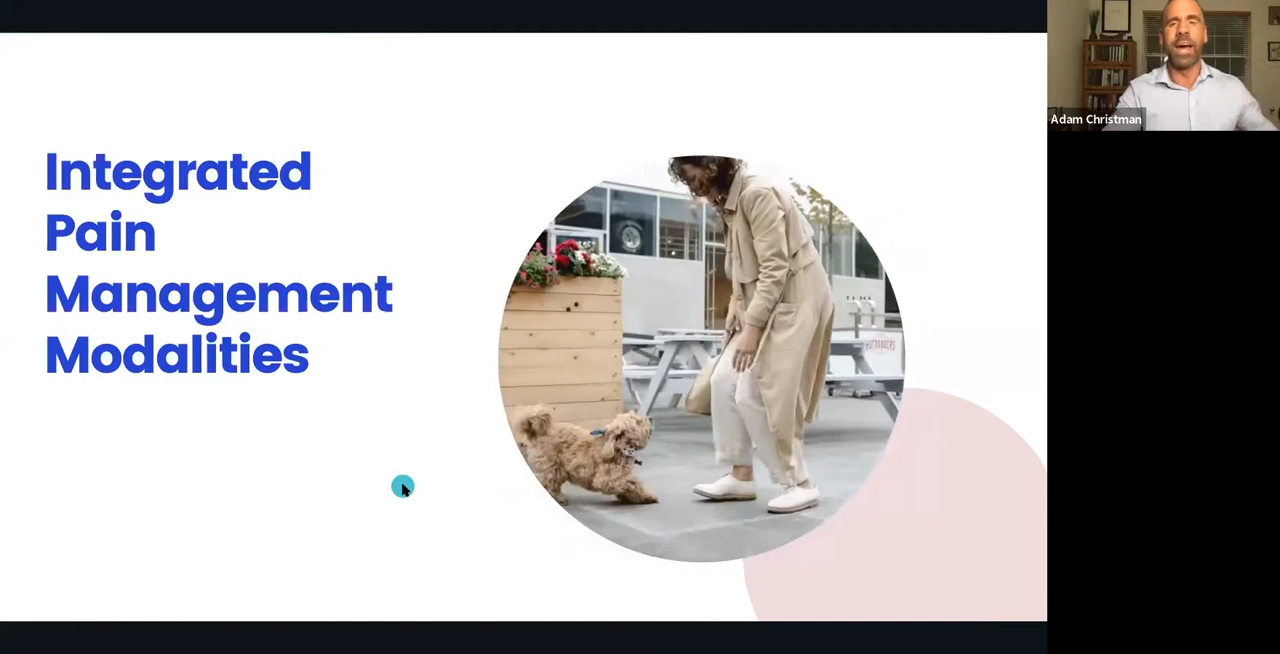 Integrated
Pain
Management
Modalities
Adam Christman